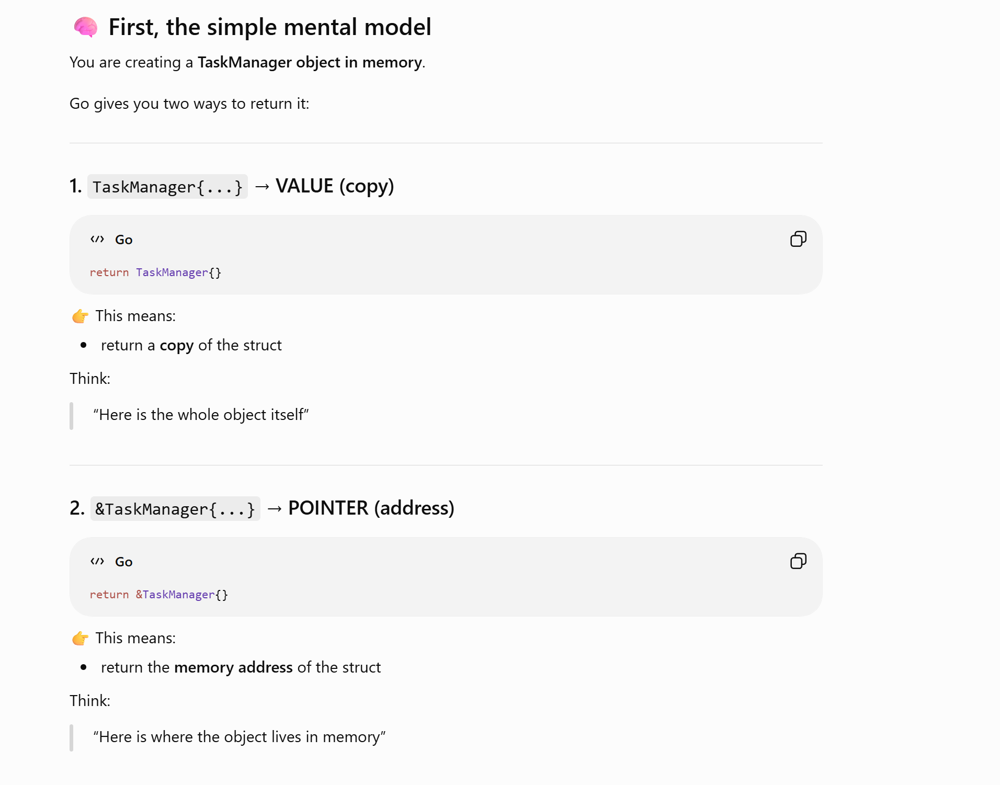 🧠 First, the simple mental model
You are creating a TaskManager object in memory.
Go gives you two ways to return it:
1. TaskManager{...} → VALUE (copy)
</> Go
return TaskManager{}
👉 This means:
• return a copy of the struct
Think:
“Here is the whole object itself”
2. &TaskManager{...} → POINTER (address)
</> Go
return &TaskManager{}
👉 This means:
• return the memory address of the struct
Think:
“Here is where the object lives in memory”